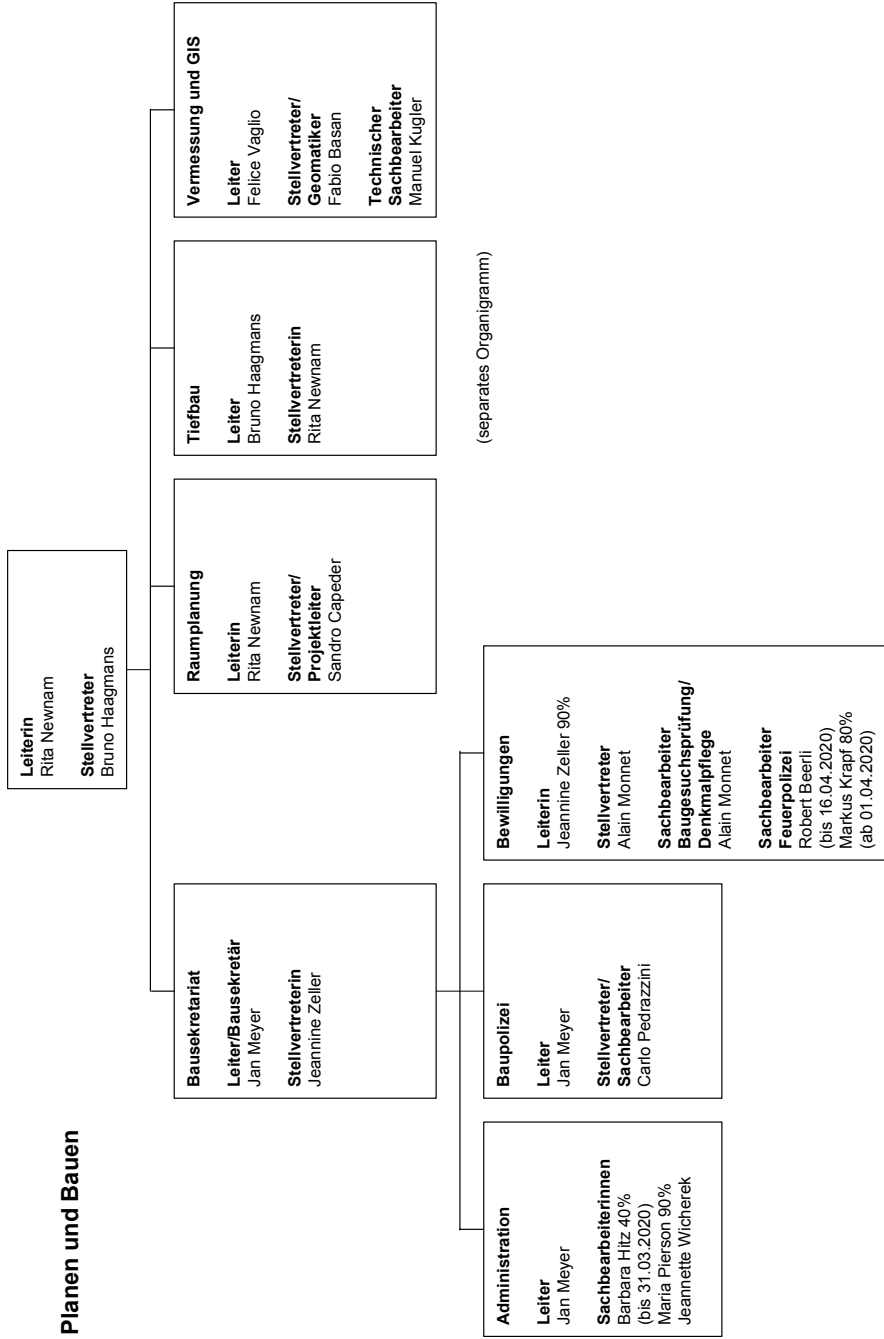 Planen und Bauen
Leiterin
Rita Newnam
Stellvertreter
Bruno Haagmans
Bausekretariat
Leiter/Bausekretär
Jan Meyer
Stellvertreterin
Jeannine Zeller
Raumplanung
Leiterin
Rita Newnam
Stellvertreter/
Projektleiter
Sandro Capeder
Tiefbau
Leiter
Bruno Haagmans
Stellvertreterin
Rita Newnam
(separates Organigramm)
Vermessung und GIS
Leiter
Felice Vaglio
Stellvertreter/
Geomatiker
Fabio Basan
Technischer
Sachbearbeiter
Manuel Kugler
Administration
Leiter
Jan Meyer
Sachbearbeiterinnen
Barbara Hitz 40%
(bis 31.03.2020)
Maria Pierson 90%
Jeannette Wicherek
Baupolizei
Leiter
Jan Meyer
Stellvertreter/
Sachbearbeiter
Carlo Pedrazzini
Bewilligungen
Leiterin
Jeannine Zeller 90%
Stellvertreter
Alain Monnet
Sachbearbeiter
Baugesuchsprüfung/
Denkmalpflege
Alain Monnet
Sachbearbeiter
Feuerpolizei
Robert Beerli
(bis 16.04.2020)
Markus Krapf 80%
(ab 01.04.2020)